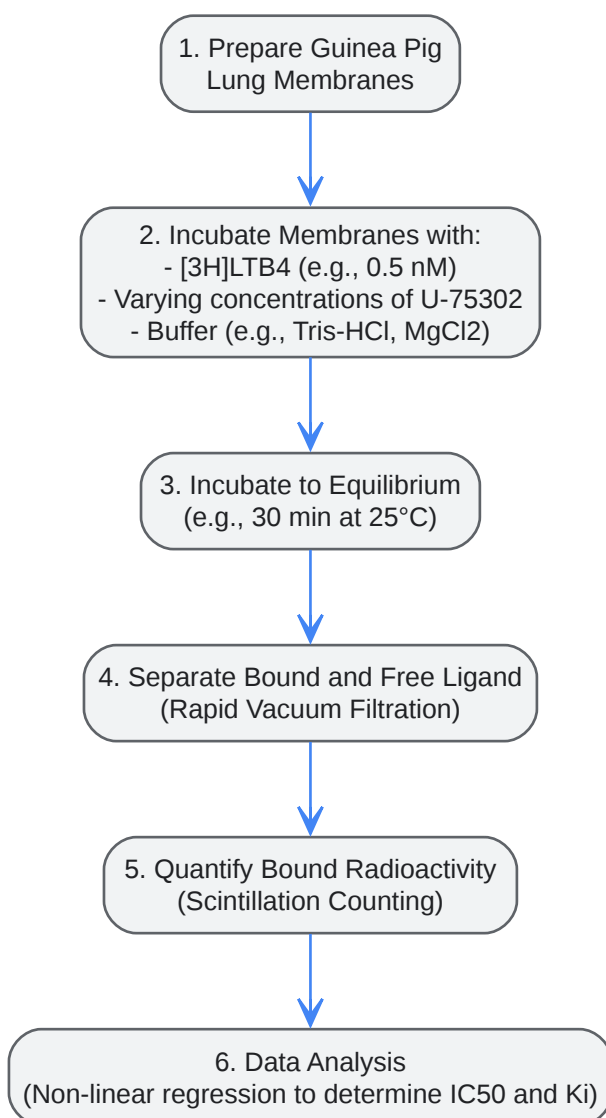 1. Prepare Guinea Pig
Lung Membranes
2. Incubate Membranes with:
- [3H]LTB4 (e.g., 0.5 nM)
- Varying concentrations of U-75302
- Buffer (e.g., Tris-HCl, MgCl2)
3. Incubate to Equilibrium
(e.g., 30 min at 25°C)
4. Separate Bound and Free Ligand
(Rapid Vacuum Filtration)
5. Quantify Bound Radioactivity
(Scintillation Counting)
6. Data Analysis
(Non-linear regression to determine IC50 and Ki)